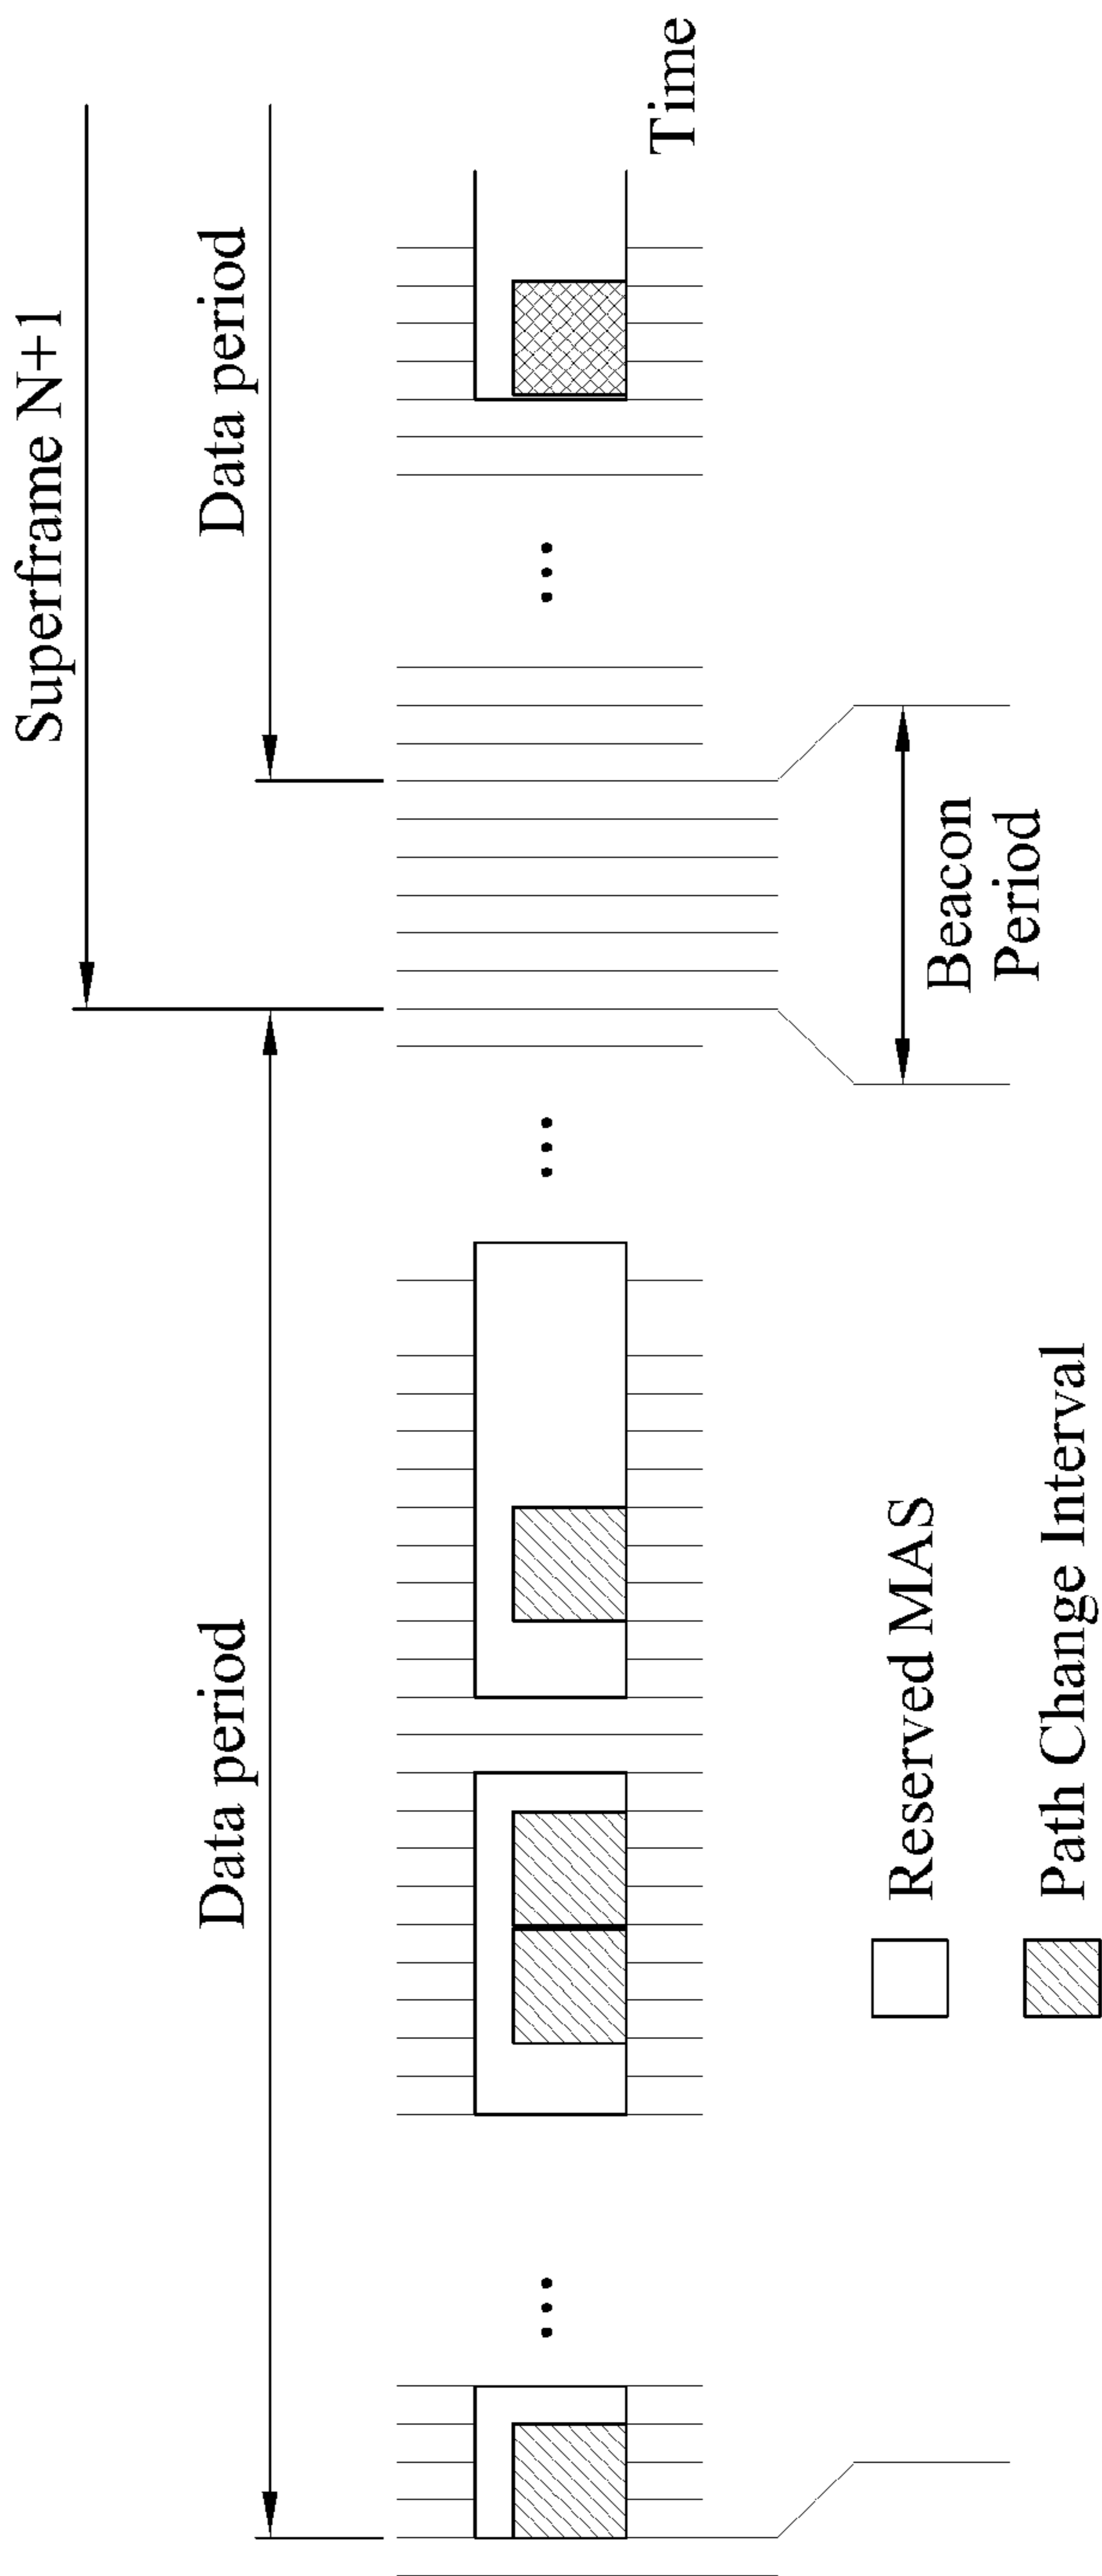 Superframe N+1
Data period
Data period
...
...
...
Time
Beacon
Period
Reserved MAS
Path Change Interval